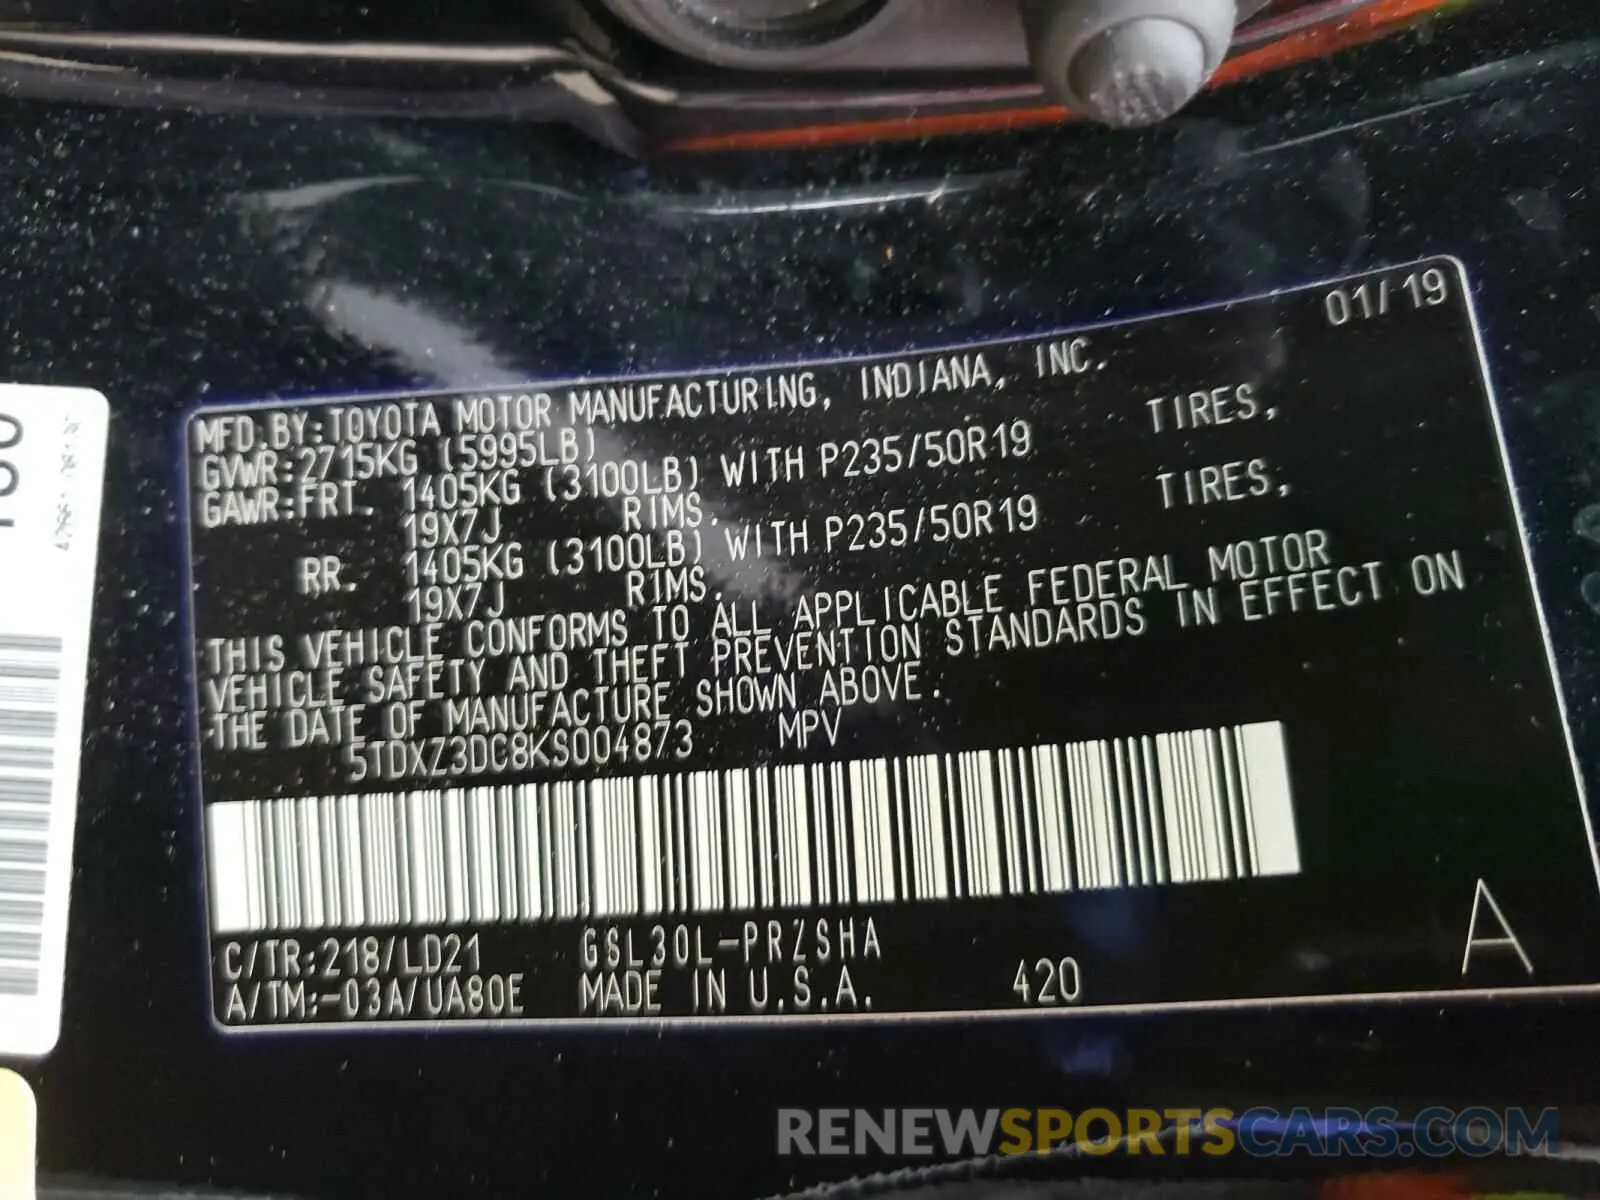 01/19
MFD.BY:TOYOTA MOTOR MANUFACTURING, INDIANA, INC.
GVWR:2715KG (5995LB)
GAWR:FRT. 1405KG (3100LB) WITH P235/50R19 TIRES,
19X7J RIMS.
RR. 1405KG (3100LB) WITH P235/50R19 TIRES,
19X7J RIMS.
THIS VEHICLE CONFORMS TO ALL APPLICABLE FEDERAL MOTOR
VEHICLE SAFETY AND THEFT PREVENTION STANDARDS IN EFFECT ON
THE DATE OF MANUFACTURE SHOWN ABOVE.
5TDXZ3DC8KS004873 MPV
C/TR:218/LD21 GSL30L-PRZSHA
A/TM:-03A/UA80E MADE IN U.S.A. 420
A
RENEWSPORTSCARS.COM